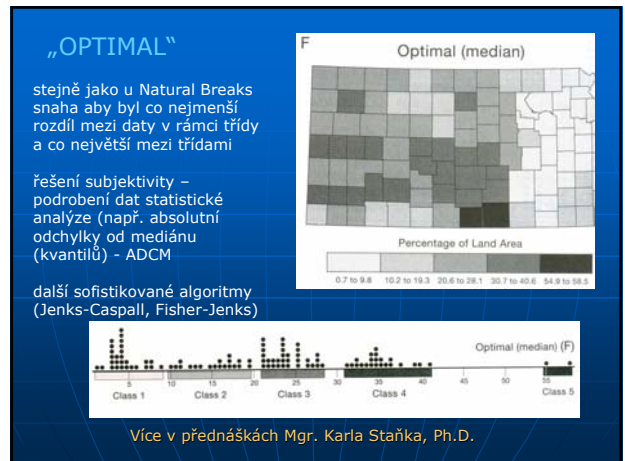 „OPTIMAL“
stejně jako u Natural Breaks
snaha aby byl co nejmenší
rozdíl mezi daty v rámci třídy
a co největší mezi třídami
řešení subjektivity –
podrobení dat statistické
analýze (např. absolutní
odchylky od mediánu
(kvantilů) - ADCM
další sofistikované algoritmy
(Jenks-Caspall, Fisher-Jenks)
F
Optimal (median)
Percentage of Land Area
0.7 to 9.8 10.2 to 19.3 20.6 to 28.1 30.7 to 40.6 54.9 to 58.5
Optimal (median) (F)
5 10 15 20 25 30 35 40 45 50 55
Class 1 Class 2 Class 3 Class 4 Class 5
Více v přednáškách Mgr. Karla Staňka, Ph.D.